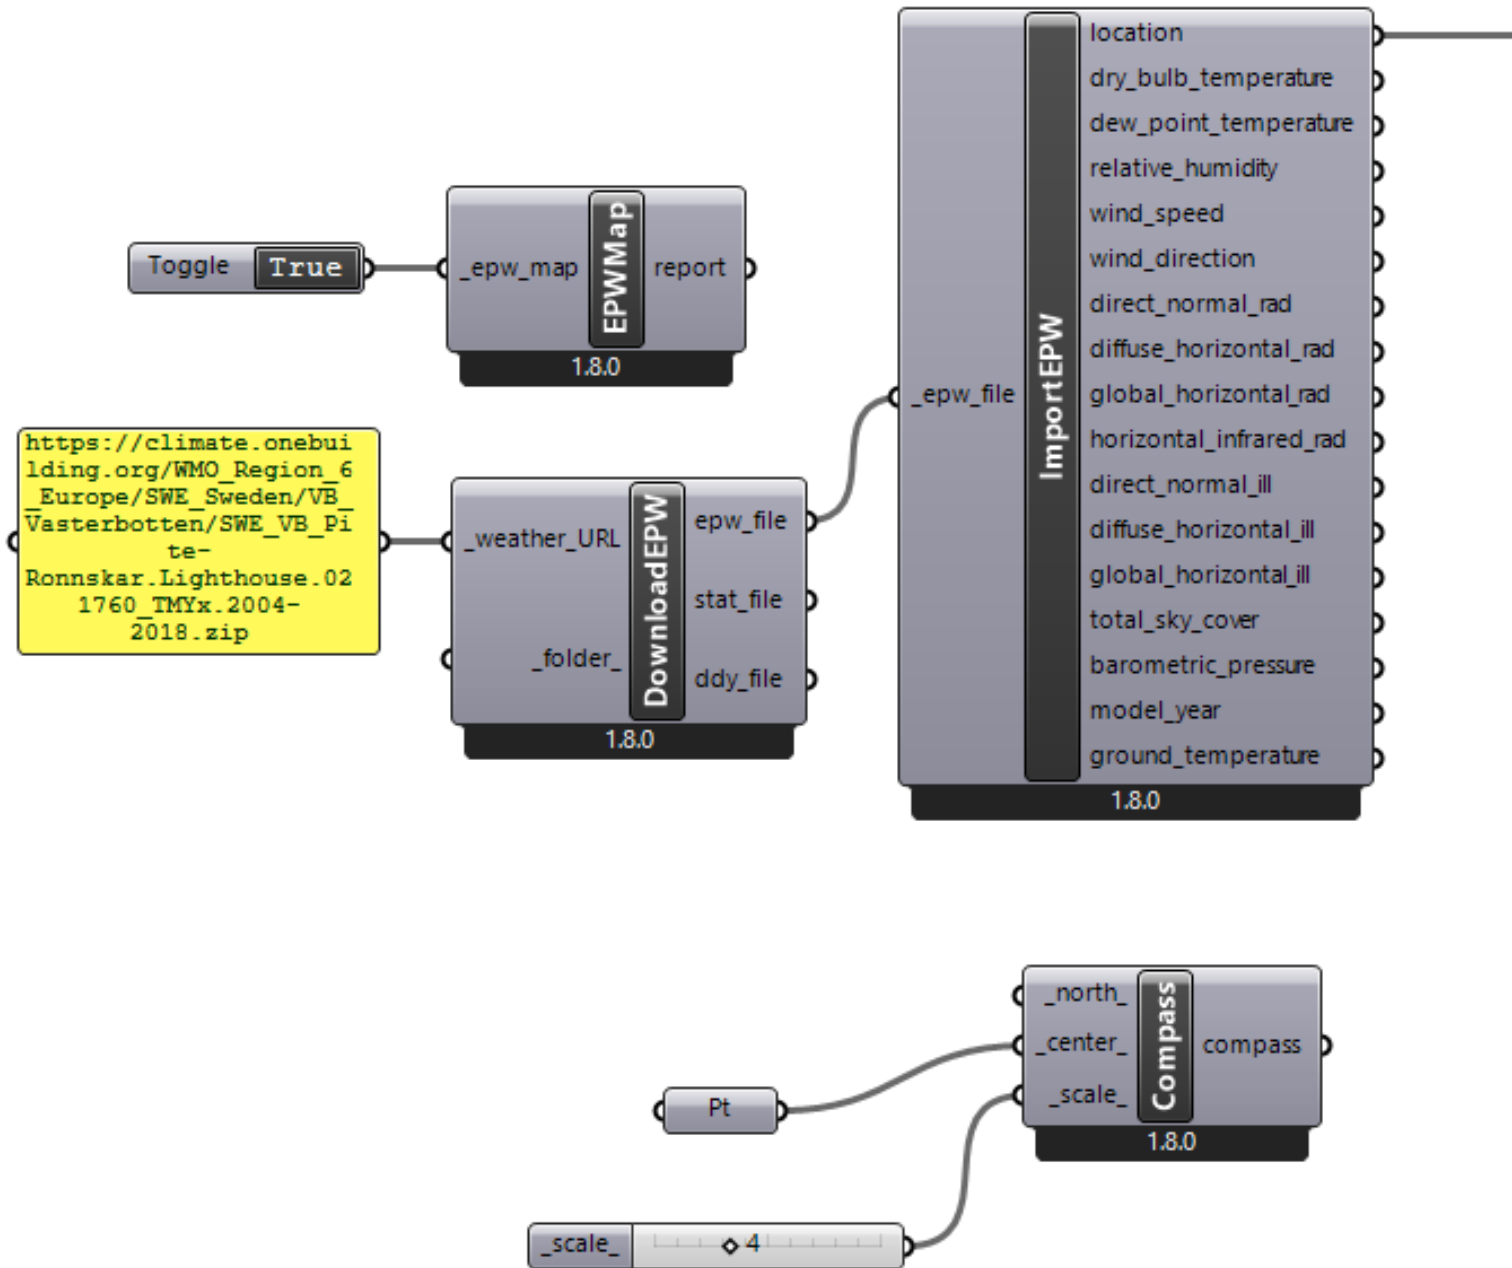 location
dry_bulb_temperature
dew_point_temperature
relative_humidity
wind_speed
wind_direction
direct_normal_rad
diffuse_horizontal_rad
global_horizontal_rad
horizontal_infrared_rad
direct_normal_ill
diffuse_horizontal_ill
global_horizontal_ill
total_sky_cover
barometric_pressure
model_year
ground_temperature
_epw_file
ImportEPW
1.8.0
Toggle True
_epw_map
EPWMap
report
1.8.0
https://climate.onebui
lding.org/WMO_Region_6
_Europe/SWE_Sweden/VB_
Vasterbotten/SWE_VB_Pi
te-
Ronnskar.Lighthouse.02
1760_TMYx.2004-
2018.zip
_weather_URL
_folder_
DownloadEPW
epw_file
stat_file
ddy_file
1.8.0
_north_
_center_
_scale_
Compass
compass
1.8.0
Pt
_scale_ 4